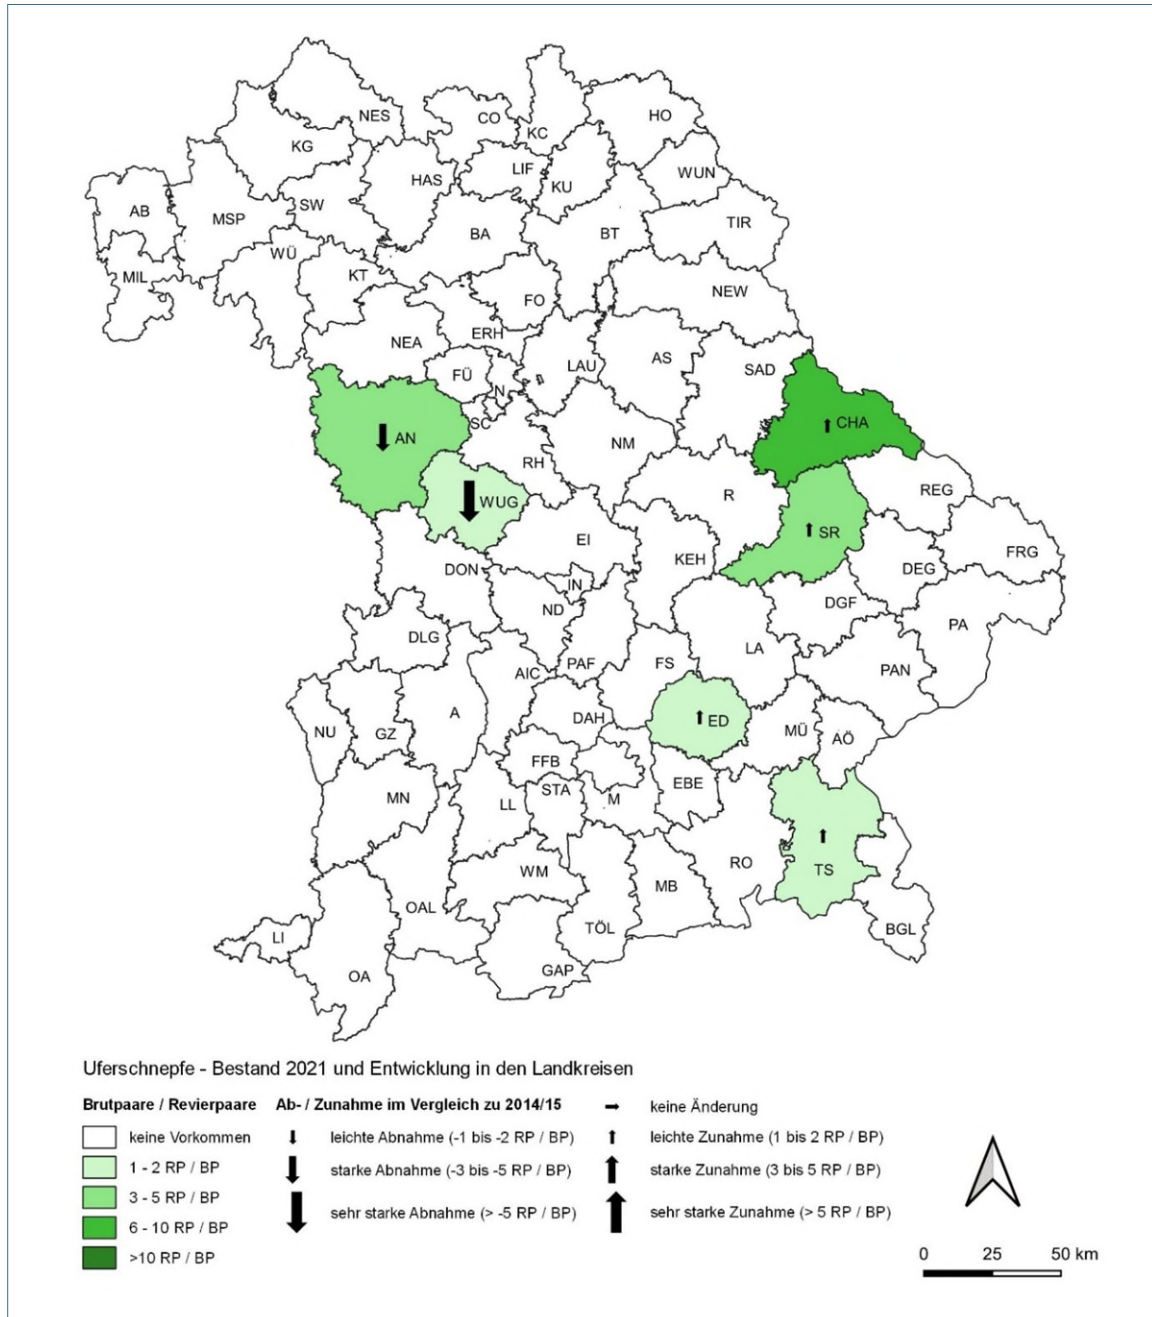 NES
CO
KC
HO
KG
LIF
KU
WUN
HAS
AB
SW
MSP
TIR
BA
BT
WÜ
KT
MIL
NEW
FO
ERH
NEA
LAU
AS
SAD
FÜ
N
SC
CHA
AN
NM
RH
WUG
R
REG
SR
EI
FRG
KEH
DEG
DON
IN
ND
DGF
PA
DLG
LA
PAF
FS
PAN
AIC
A
DAH
ED
NU
GZ
MÜ
AÖ
FFB
STA
EBE
MN
LL
M
RO
TS
WM
MB
OAL
TÖL
BGL
LI
OA
GAP
Uferschnepfe - Bestand 2021 und Entwicklung in den Landkreisen
Brutpaare / Revierpaare Ab- / Zunahme im Vergleich zu 2014/15 keine Änderung
keine Vorkommen leichte Abnahme (-1 bis -2 RP / BP) leichte Zunahme (1 bis 2 RP / BP)
1 - 2 RP / BP starke Abnahme (-3 bis -5 RP / BP) starke Zunahme (3 bis 5 RP / BP)
3 - 5 RP / BP
sehr starke Abnahme (> -5 RP / BP) sehr starke Zunahme (> 5 RP / BP)
6 - 10 RP / BP
>10 RP / BP
0 25 50 km